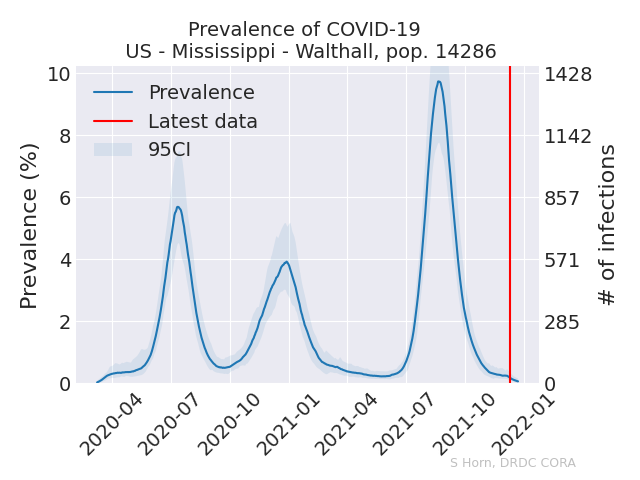 Prevalence of COVID-19
US - Mississippi - Walthall, pop. 14286
Prevalence
Latest data
95CI
Prevalence (%)
10
8
6
4
2
0
1428
1142
857
571
285
0
# of infections
2020-04
2020-07
2020-10
2021-01
2021-04
2021-07
2021-10
2022-01
S Horn, DRDC CORA